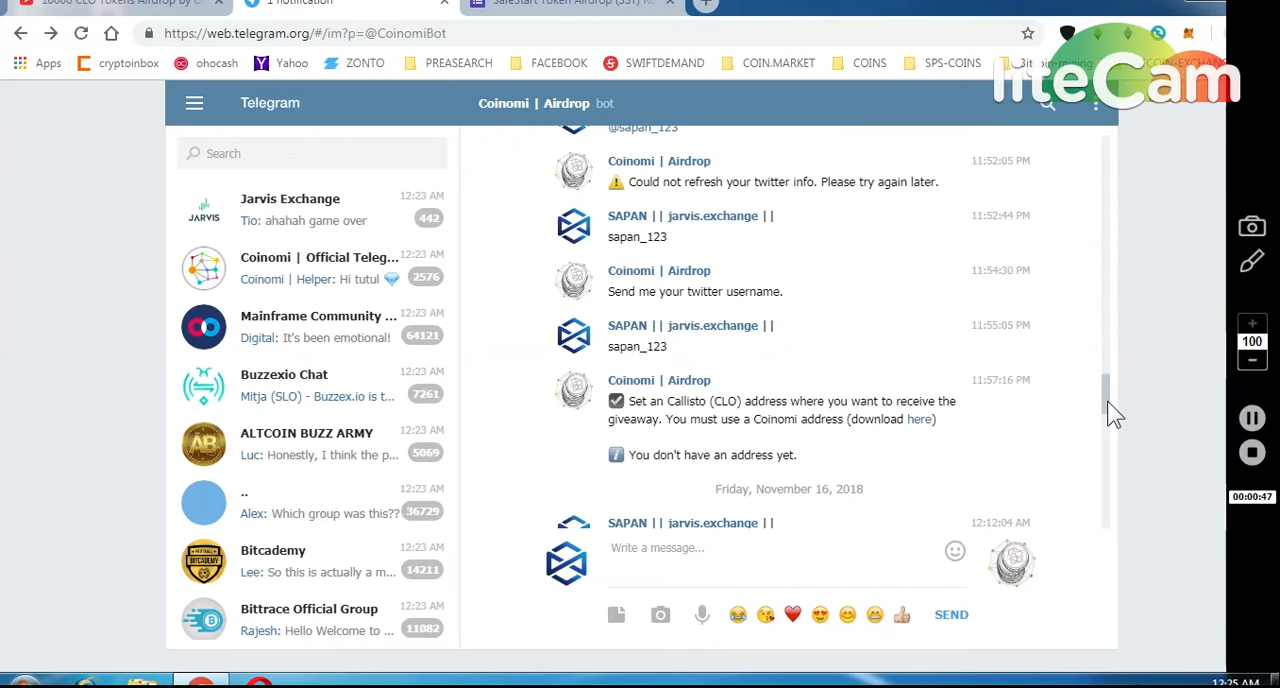 10000 CLO Tokens Airdrop by Co
1 notification
SafeStart Token Airdrop (SST) Ro
https://web.telegram.org/#/im?p=@CoinomiBot
Apps
cryptoinbox
ohocash
Yahoo
ZONTO
PREASEARCH
FACEBOOK
SWIFTDEMAND
COIN.MARKET
COINS
SPS-COINS
liteCam
Telegram
Coinomi | Airdrop bot
Search
Jarvis Exchange 12:23 AM
Tio: ahahah game over 442
Coinomi | Official Teleg... 12:23 AM
Coinomi | Helper: Hi tutul 💎 2576
Mainframe Community ... 12:23 AM
Digital: It's been emotional! 64121
Buzzexio Chat 12:23 AM
Mitja (SLO) - Buzzex.io is t... 7261
ALTCOIN BUZZ ARMY 12:23 AM
Luc: Honestly, I think the p... 5069
.. 12:23 AM
Alex: Which group was this?? 36729
Bitcademy 12:23 AM
Lee: So this is actually a m... 14211
Bittrace Official Group 12:23 AM
Rajesh: Hello Welcome to ... 11082
@sapan_123
Coinomi | Airdrop 11:52:05 PM
⚠️ Could not refresh your twitter info. Please try again later.
SAPAN || jarvis.exchange || 11:52:44 PM
sapan_123
Coinomi | Airdrop 11:54:30 PM
Send me your twitter username.
SAPAN || jarvis.exchange || 11:55:05 PM
sapan_123
Coinomi | Airdrop 11:57:16 PM
☑️ Set an Callisto (CLO) address where you want to receive the
giveaway. You must use a Coinomi address (download here)
ℹ️ You don't have an address yet.
Friday, November 16, 2018
SAPAN || jarvis.exchange || 12:12:04 AM
Write a message...
SEND
100
00:00:47
12:25 AM